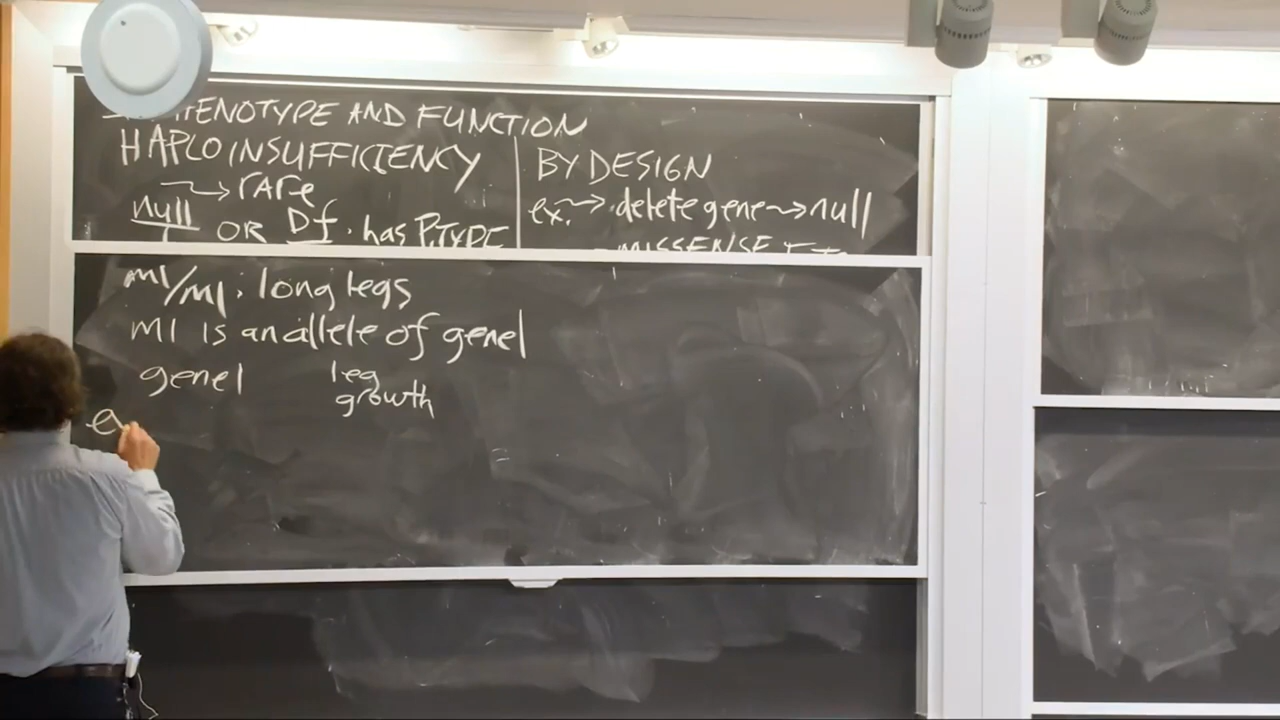 PHENOTYPE AND FUNCTION
HAPLOINSUFFICIENCY
→ rare
null OR Df . has P.TYPE
BY DESIGN
ex. → delete gene → null
MISSENSE
m1/m1 : long legs
m1 is an allele of gene1
gene1 leg growth
e